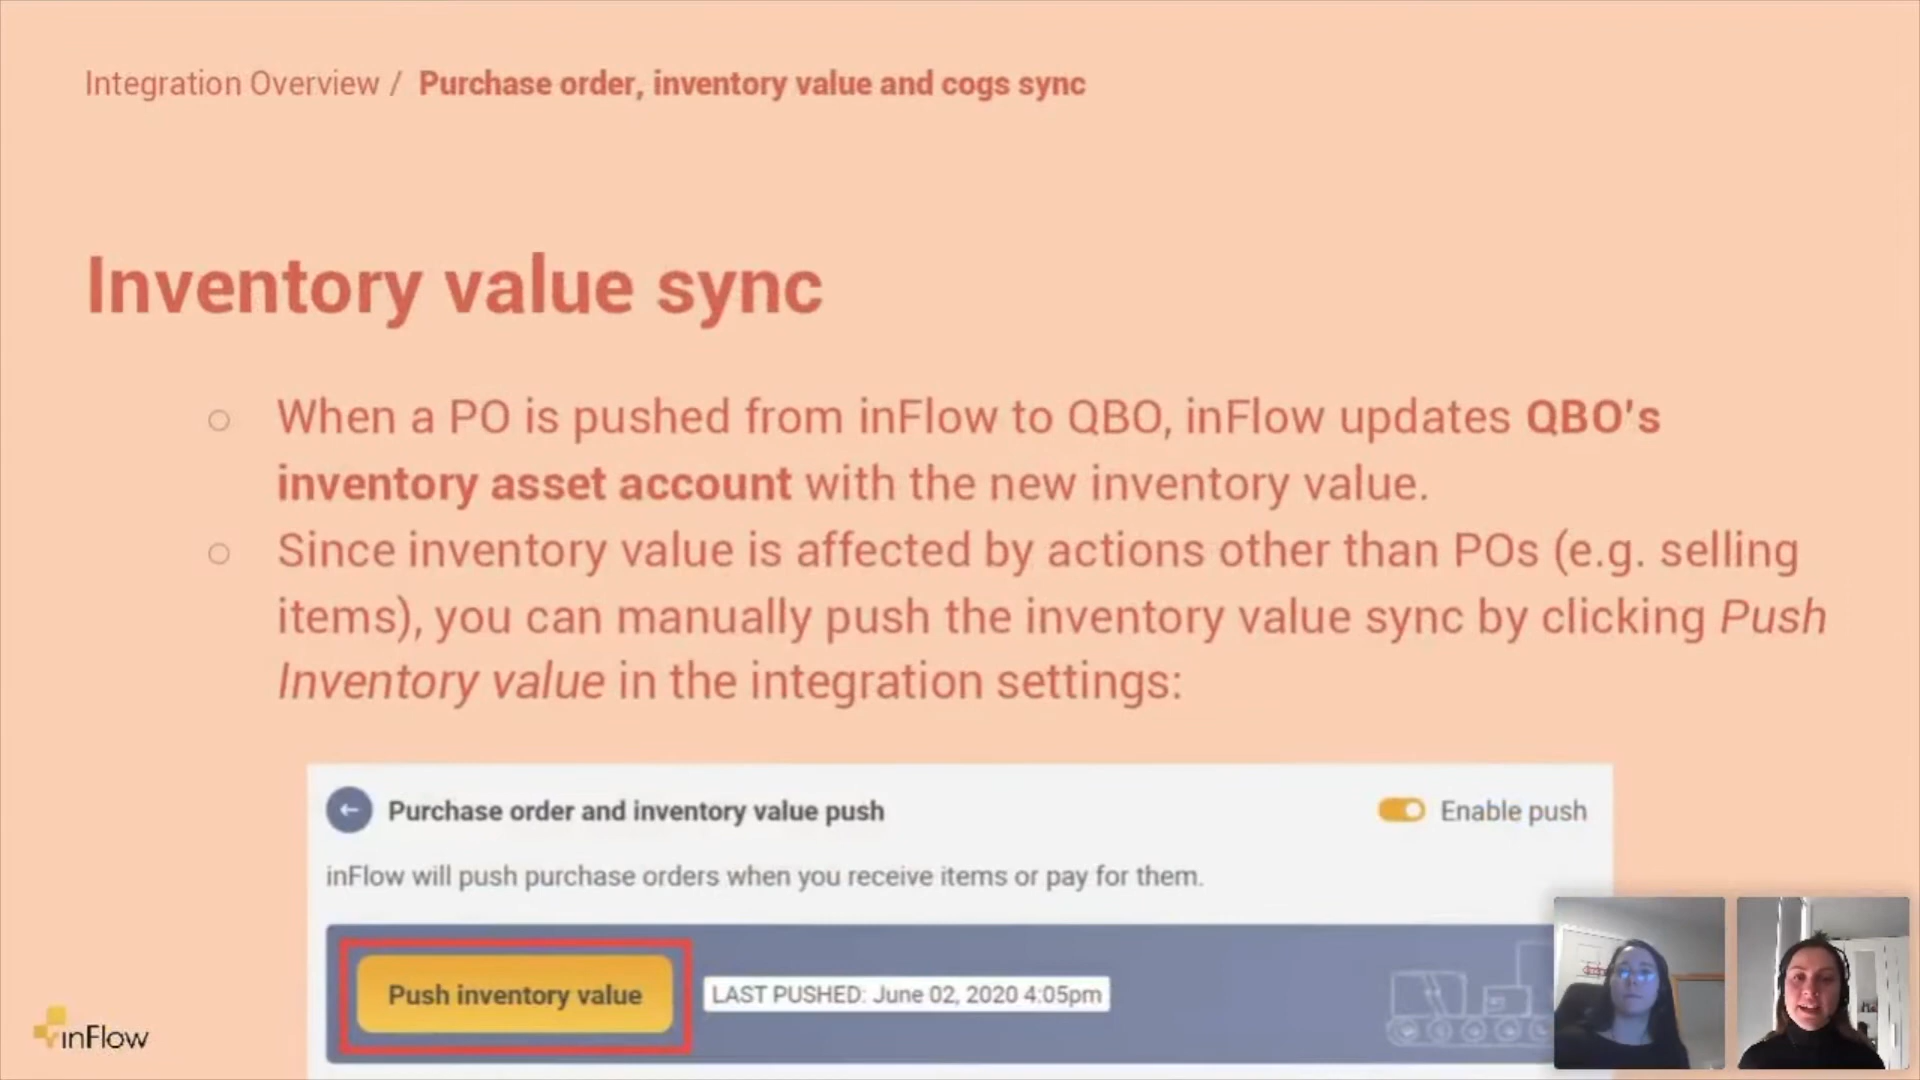 Integration Overview / Purchase order, inventory value and cogs sync
Inventory value sync
When a PO is pushed from inFlow to QBO, inFlow updates QBO's
inventory asset account with the new inventory value.
Since inventory value is affected by actions other than POs (e.g. selling
items), you can manually push the inventory value sync by clicking Push
Inventory value in the integration settings:
Purchase order and inventory value push
Enable push
inFlow will push purchase orders when you receive items or pay for them.
Push inventory value
LAST PUSHED: June 02, 2020 4:05pm
inFlow